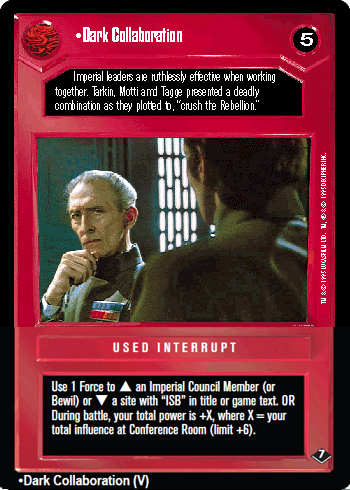 •Dark Collaboration
5
Imperial leaders are ruthlessly effective when working
together. Tarkin, Motti and Tagge presented a deadly
combination as they plotted to, "crush the Rebellion."
USED INTERRUPT
Use 1 Force to ▲ an Imperial Council Member (or
Bewil) or ▼ a site with "ISB" in title or game text. OR
During battle, your total power is +X, where X = your
total influence at Conference Room (limit +6).
7
•Dark Collaboration (V)